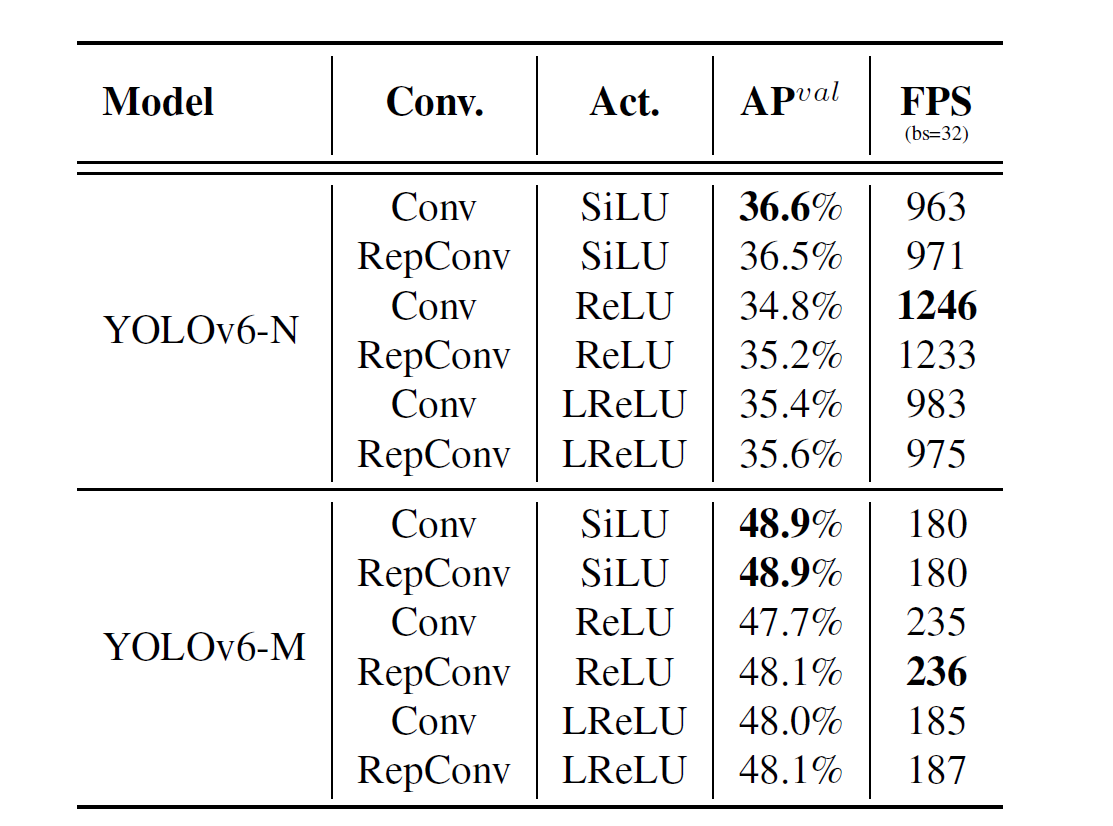 Model Conv. Act. AP^val FPS
(bs=32)
Conv SiLU 36.6% 963
RepConv SiLU 36.5% 971
Conv ReLU 34.8% 1246
YOLOv6-N
RepConv ReLU 35.2% 1233
Conv LReLU 35.4% 983
RepConv LReLU 35.6% 975
Conv SiLU 48.9% 180
RepConv SiLU 48.9% 180
Conv ReLU 47.7% 235
YOLOv6-M
RepConv ReLU 48.1% 236
Conv LReLU 48.0% 185
RepConv LReLU 48.1% 187